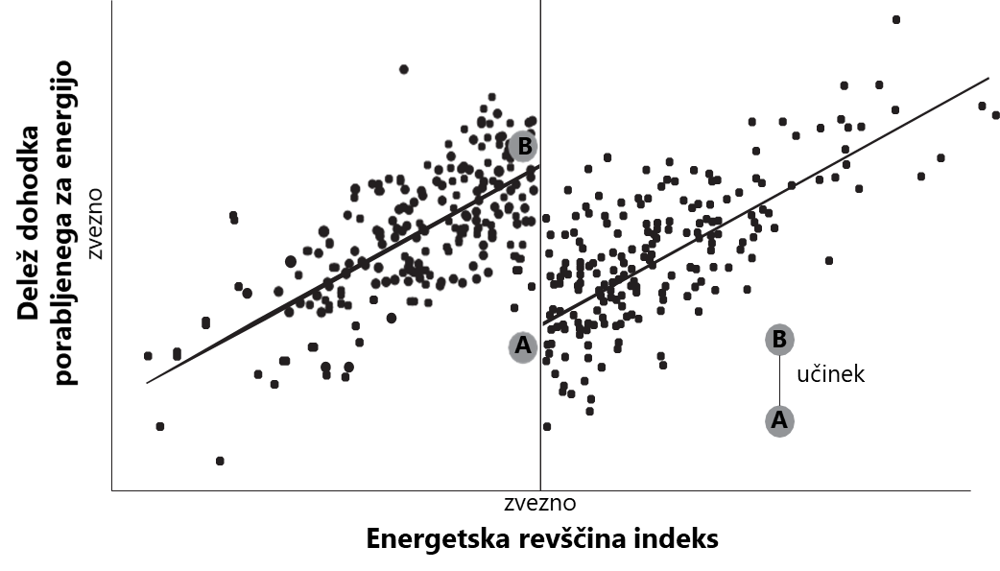 Delež dohodka
porabljenega za energijo
zvezno
B
A
B
učinek
A
zvezno
Energetska revščina indeks